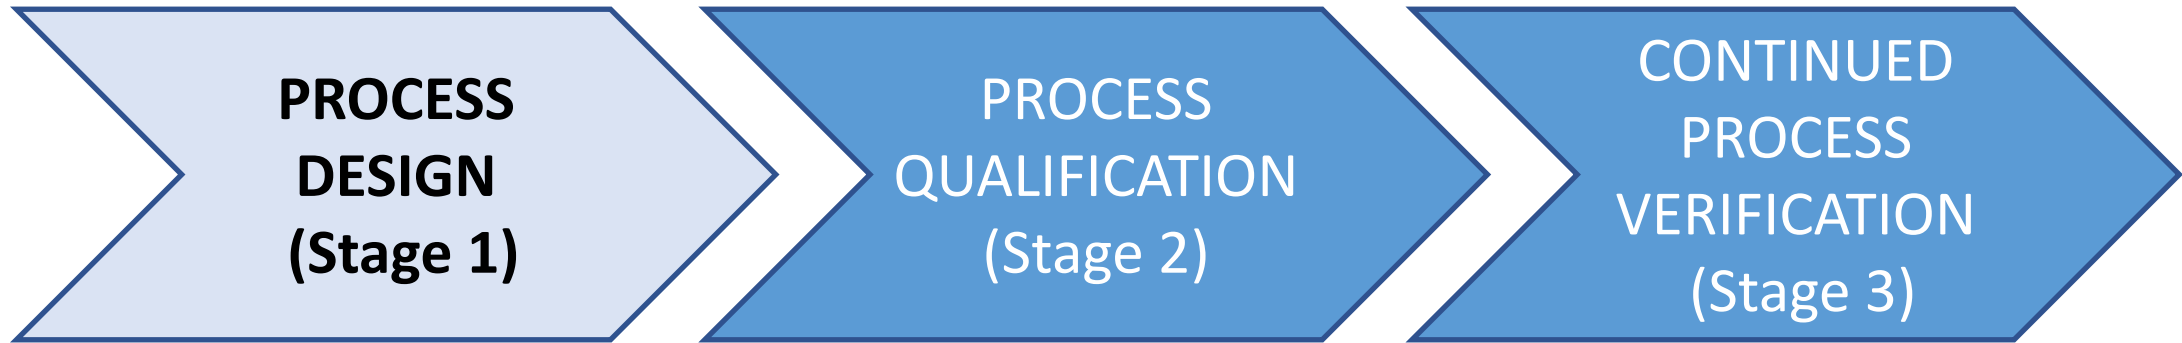 PROCESS
DESIGN
(Stage 1)
PROCESS
QUALIFICATION
(Stage 2)
CONTINUED
PROCESS
VERIFICATION
(Stage 3)